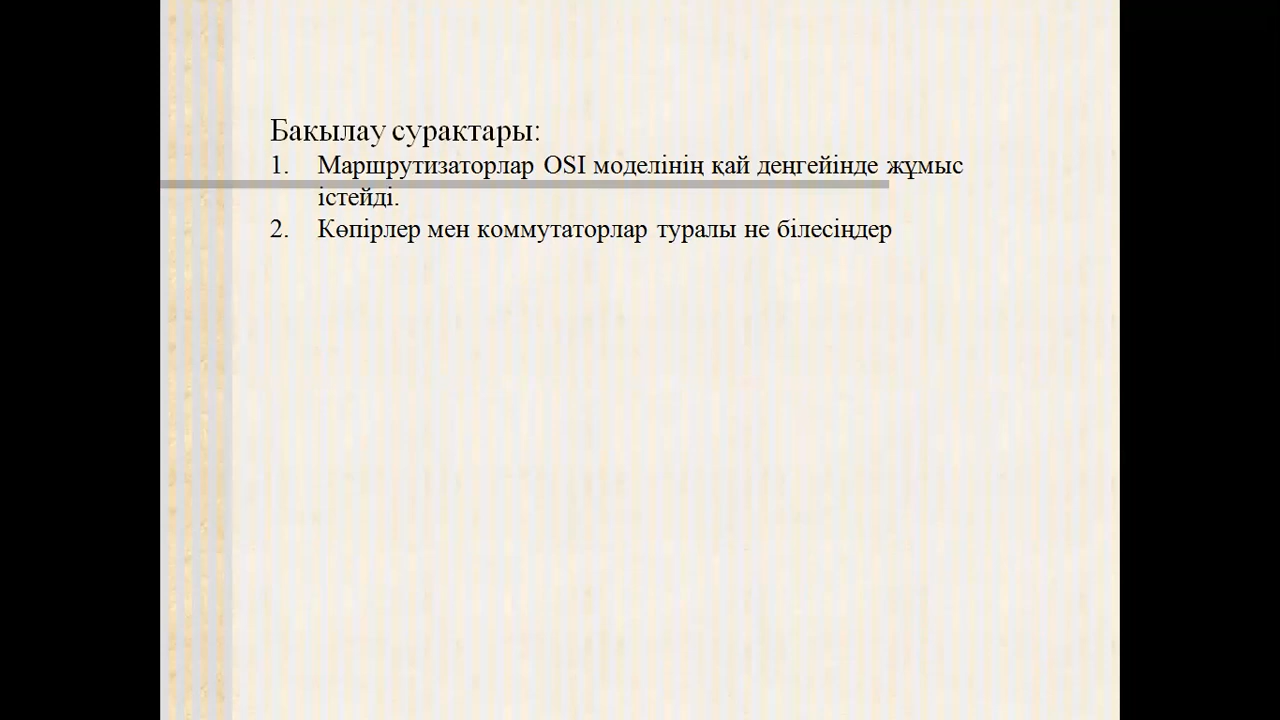 Бакылау сурактары:
1. Маршрутизаторлар OSI моделінің қай деңгейінде жұмыс
істейді.
2. Көпірлер мен коммутаторлар туралы не білесіңдер